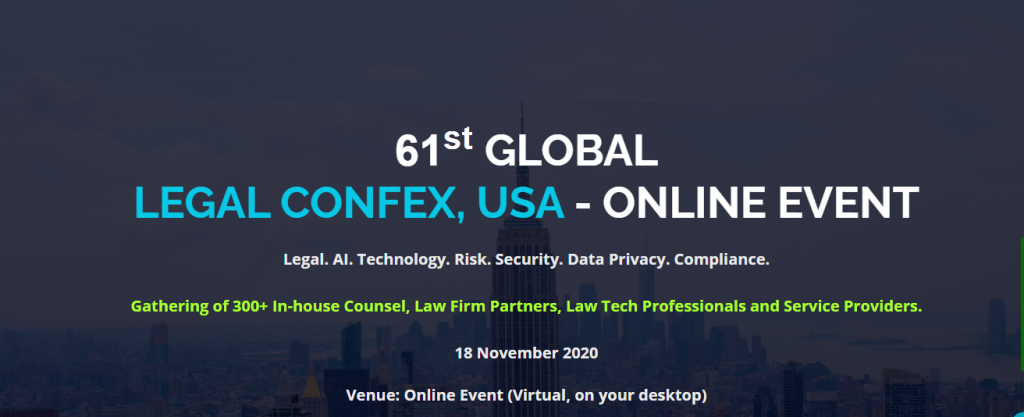 61st GLOBAL
LEGAL CONFEX, USA - ONLINE EVENT
Legal. AI. Technology. Risk. Security. Data Privacy. Compliance.
Gathering of 300+ In-house Counsel, Law Firm Partners, Law Tech Professionals and Service Providers.
18 November 2020
Venue: Online Event (Virtual, on your desktop)